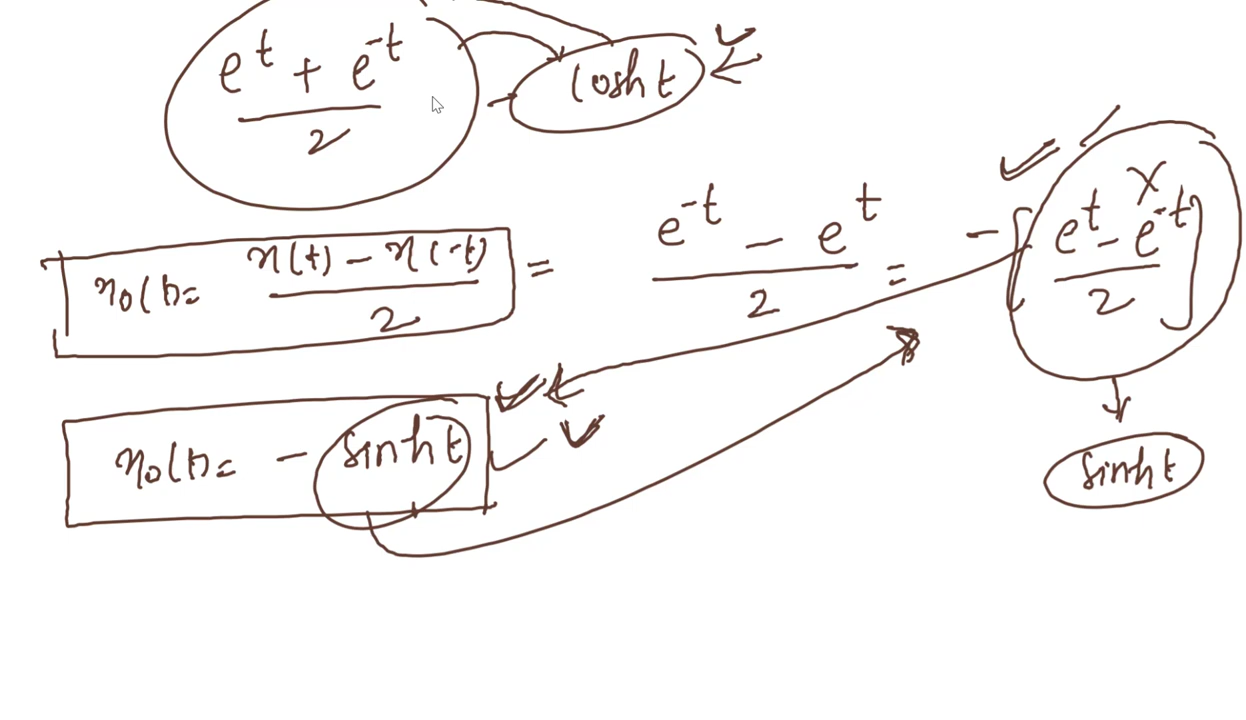 (e^t + e^-t) / 2 → cosh t
x_o(t) = (x(t) - x(-t)) / 2 = (e^-t - e^t) / 2 = - [(e^t - e^-t) / 2]
x_o(t) = - sinh t
sinh t